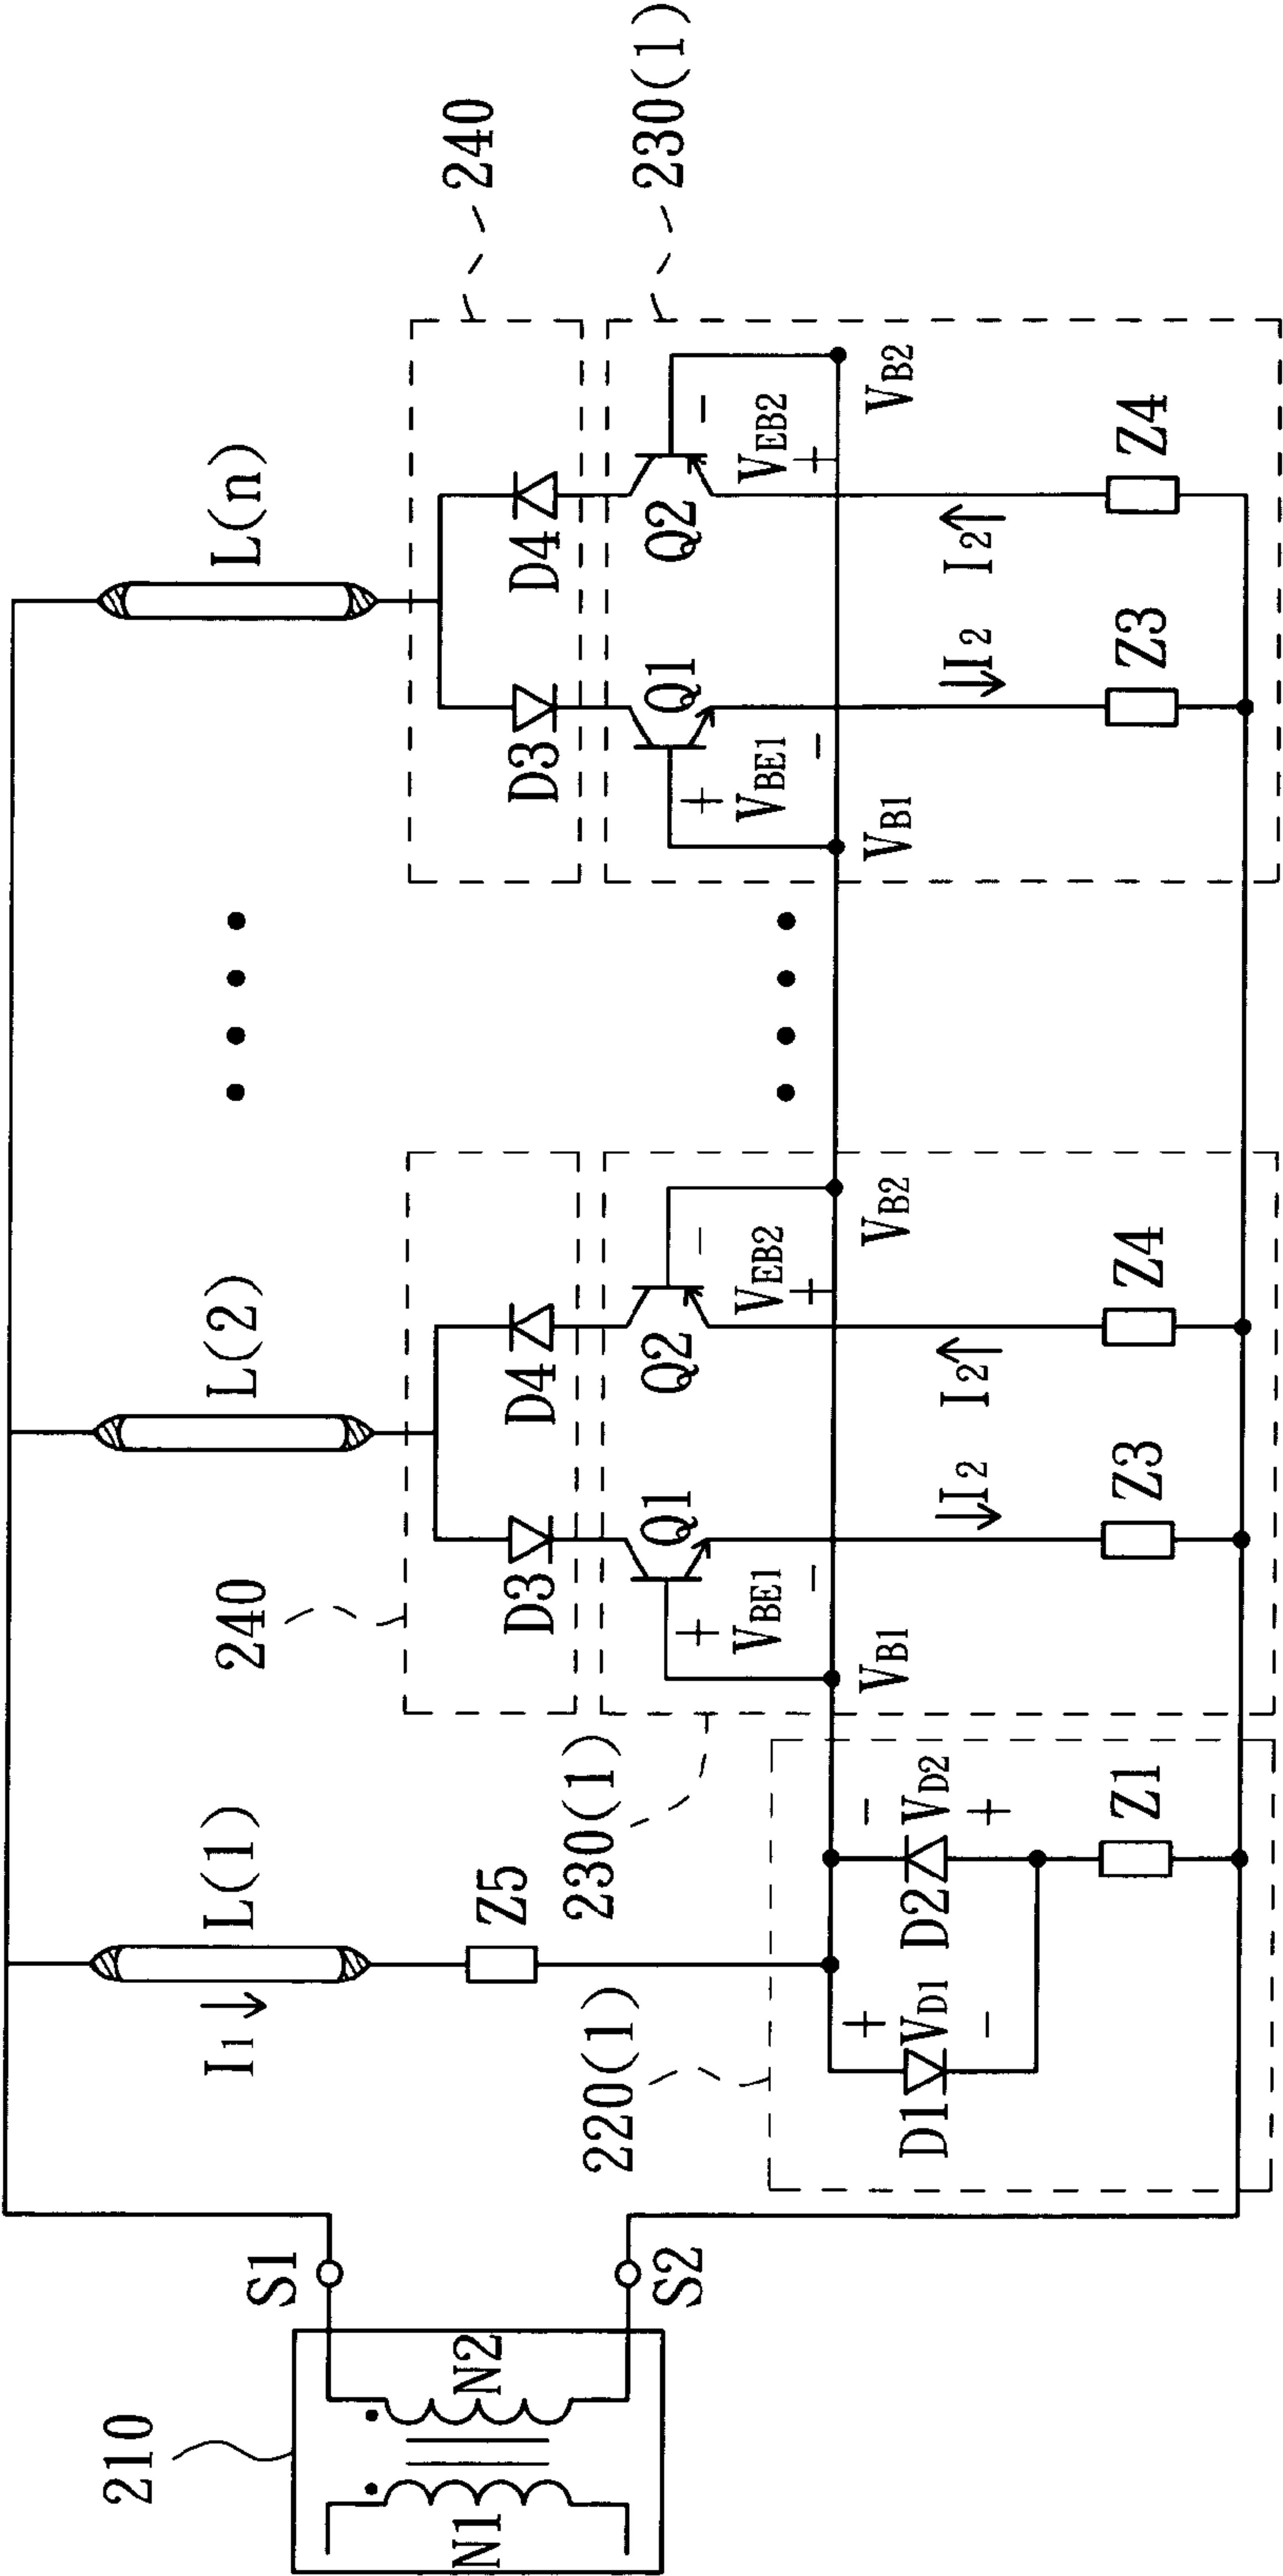 210
N1
N2
S1
S2
I1
L(1)
Z5
220(1)
D1
VD1
+
-
D2
VD2
-
+
Z1
L(2)
240
D3
D4
230(1)
Q1
+
VBE1
-
Q2
-
VEB2
+
VB1
VB2
I2
I2
Z3
Z4
L(n)
240
D3
D4
230(1)
Q1
+
VBE1
-
Q2
-
VEB2
+
VB1
VB2
I2
I2
Z3
Z4